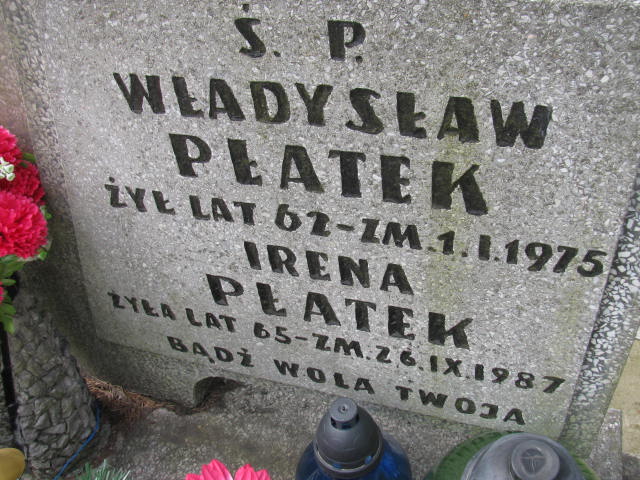 Ś. P.
WŁADYSŁAW
PŁATEK
ŻYŁ LAT 62-ZM.1.I.1975
IRENA
PŁATEK
ŻYŁA LAT 65-ZM.26.IX.1987
BĄDŹ WOLA TWOJA